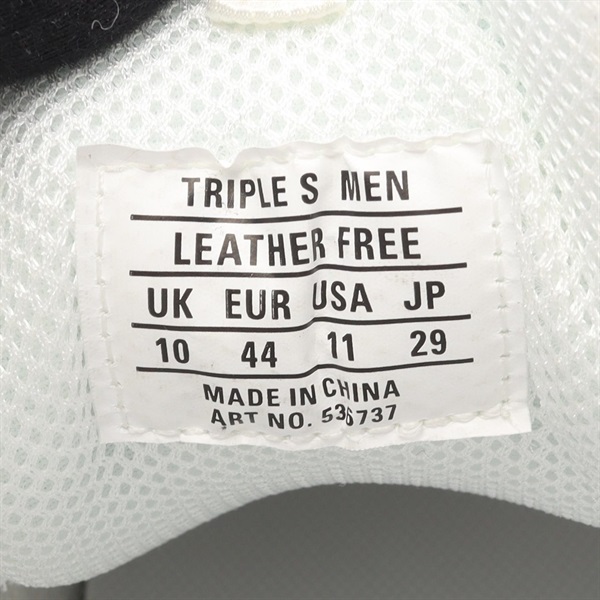 TRIPLE S MEN
LEATHER FREE
UK EUR USA JP
10 44 11 29
MADE IN CHINA
ART NO. 536737